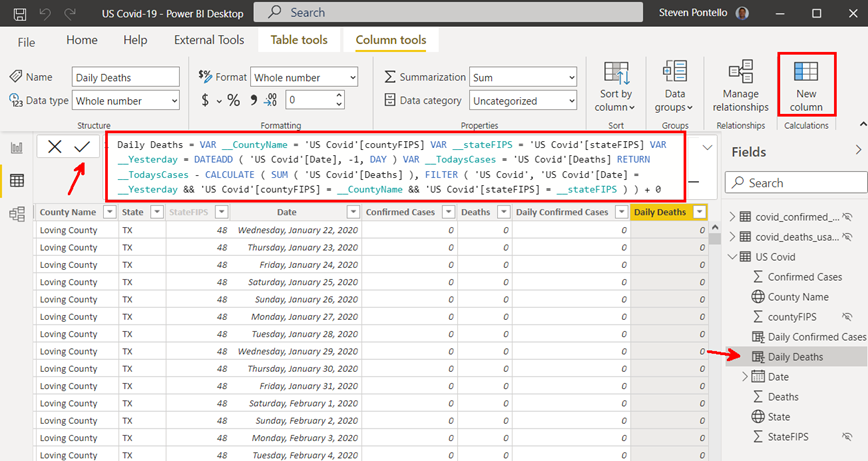 US Covid-19 - Power BI Desktop
Search
Steven Pontello
File
Home
Help
External Tools
Table tools
Column tools
Name
Daily Deaths
Data type
Whole number
Structure
Format
Whole number
$
%
,
.00
0
Formatting
Summarization
Sum
Data category
Uncategorized
Properties
Sort by
column
Sort
Data
groups
Groups
Manage
relationships
Relationships
New
column
Calculations
Daily Deaths = VAR __CountyName = 'US Covid'[countyFIPS] VAR __stateFIPS = 'US Covid'[stateFIPS] VAR
__Yesterday = DATEADD ( 'US Covid'[Date], -1, DAY ) VAR __TodaysCases = 'US Covid'[Deaths] RETURN
__TodaysCases - CALCULATE ( SUM ( 'US Covid'[Deaths] ), FILTER ( 'US Covid', 'US Covid'[Date] =
__Yesterday && 'US Covid'[countyFIPS] = __CountyName && 'US Covid'[stateFIPS] = __stateFIPS ) ) + 0
County Name State StateFIPS Date Confirmed Cases Deaths Daily Confirmed Cases Daily Deaths
Loving County TX 48 Wednesday, January 22, 2020 0 0 0 0
Loving County TX 48 Thursday, January 23, 2020 0 0 0 0
Loving County TX 48 Friday, January 24, 2020 0 0 0 0
Loving County TX 48 Saturday, January 25, 2020 0 0 0 0
Loving County TX 48 Sunday, January 26, 2020 0 0 0 0
Loving County TX 48 Monday, January 27, 2020 0 0 0 0
Loving County TX 48 Tuesday, January 28, 2020 0 0 0 0
Loving County TX 48 Wednesday, January 29, 2020 0 0 0 0
Loving County TX 48 Thursday, January 30, 2020 0 0 0 0
Loving County TX 48 Friday, January 31, 2020 0 0 0 0
Loving County TX 48 Saturday, February 1, 2020 0 0 0 0
Loving County TX 48 Sunday, February 2, 2020 0 0 0 0
Loving County TX 48 Monday, February 3, 2020 0 0 0 0
Loving County TX 48 Tuesday, February 4, 2020 0 0 0 0
Fields
Search
covid_confirmed_...
covid_deaths_usa...
US Covid
Confirmed Cases
County Name
countyFIPS
Daily Confirmed Cases
Daily Deaths
Date
Deaths
State
StateFIPS